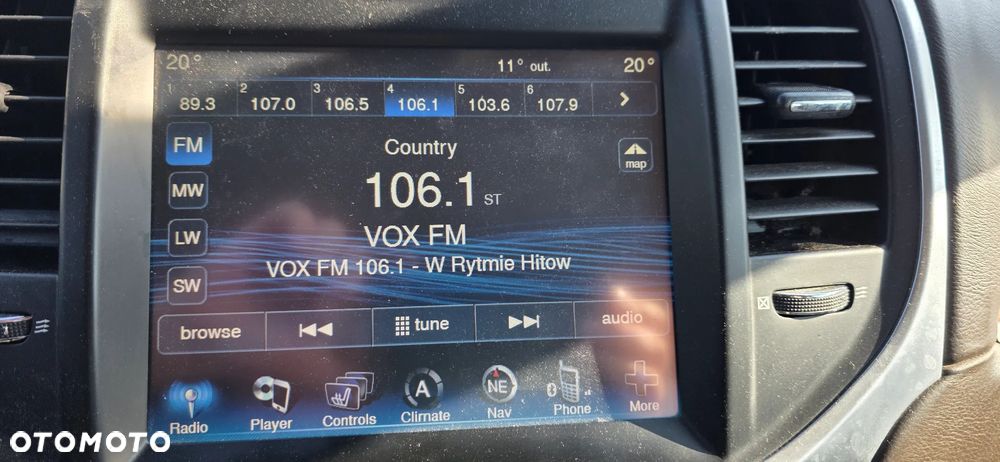 20° 11° out. 20°
1 89.3 2 107.0 3 106.5 4 106.1 5 103.6 6 107.9
FM Country map
106.1 ST
MW
VOX FM
LW
VOX FM 106.1 - W Rytmie Hitow
SW
browse tune audio
A NE
Radio Player Controls Climate Nav Phone More
OTOMOTO